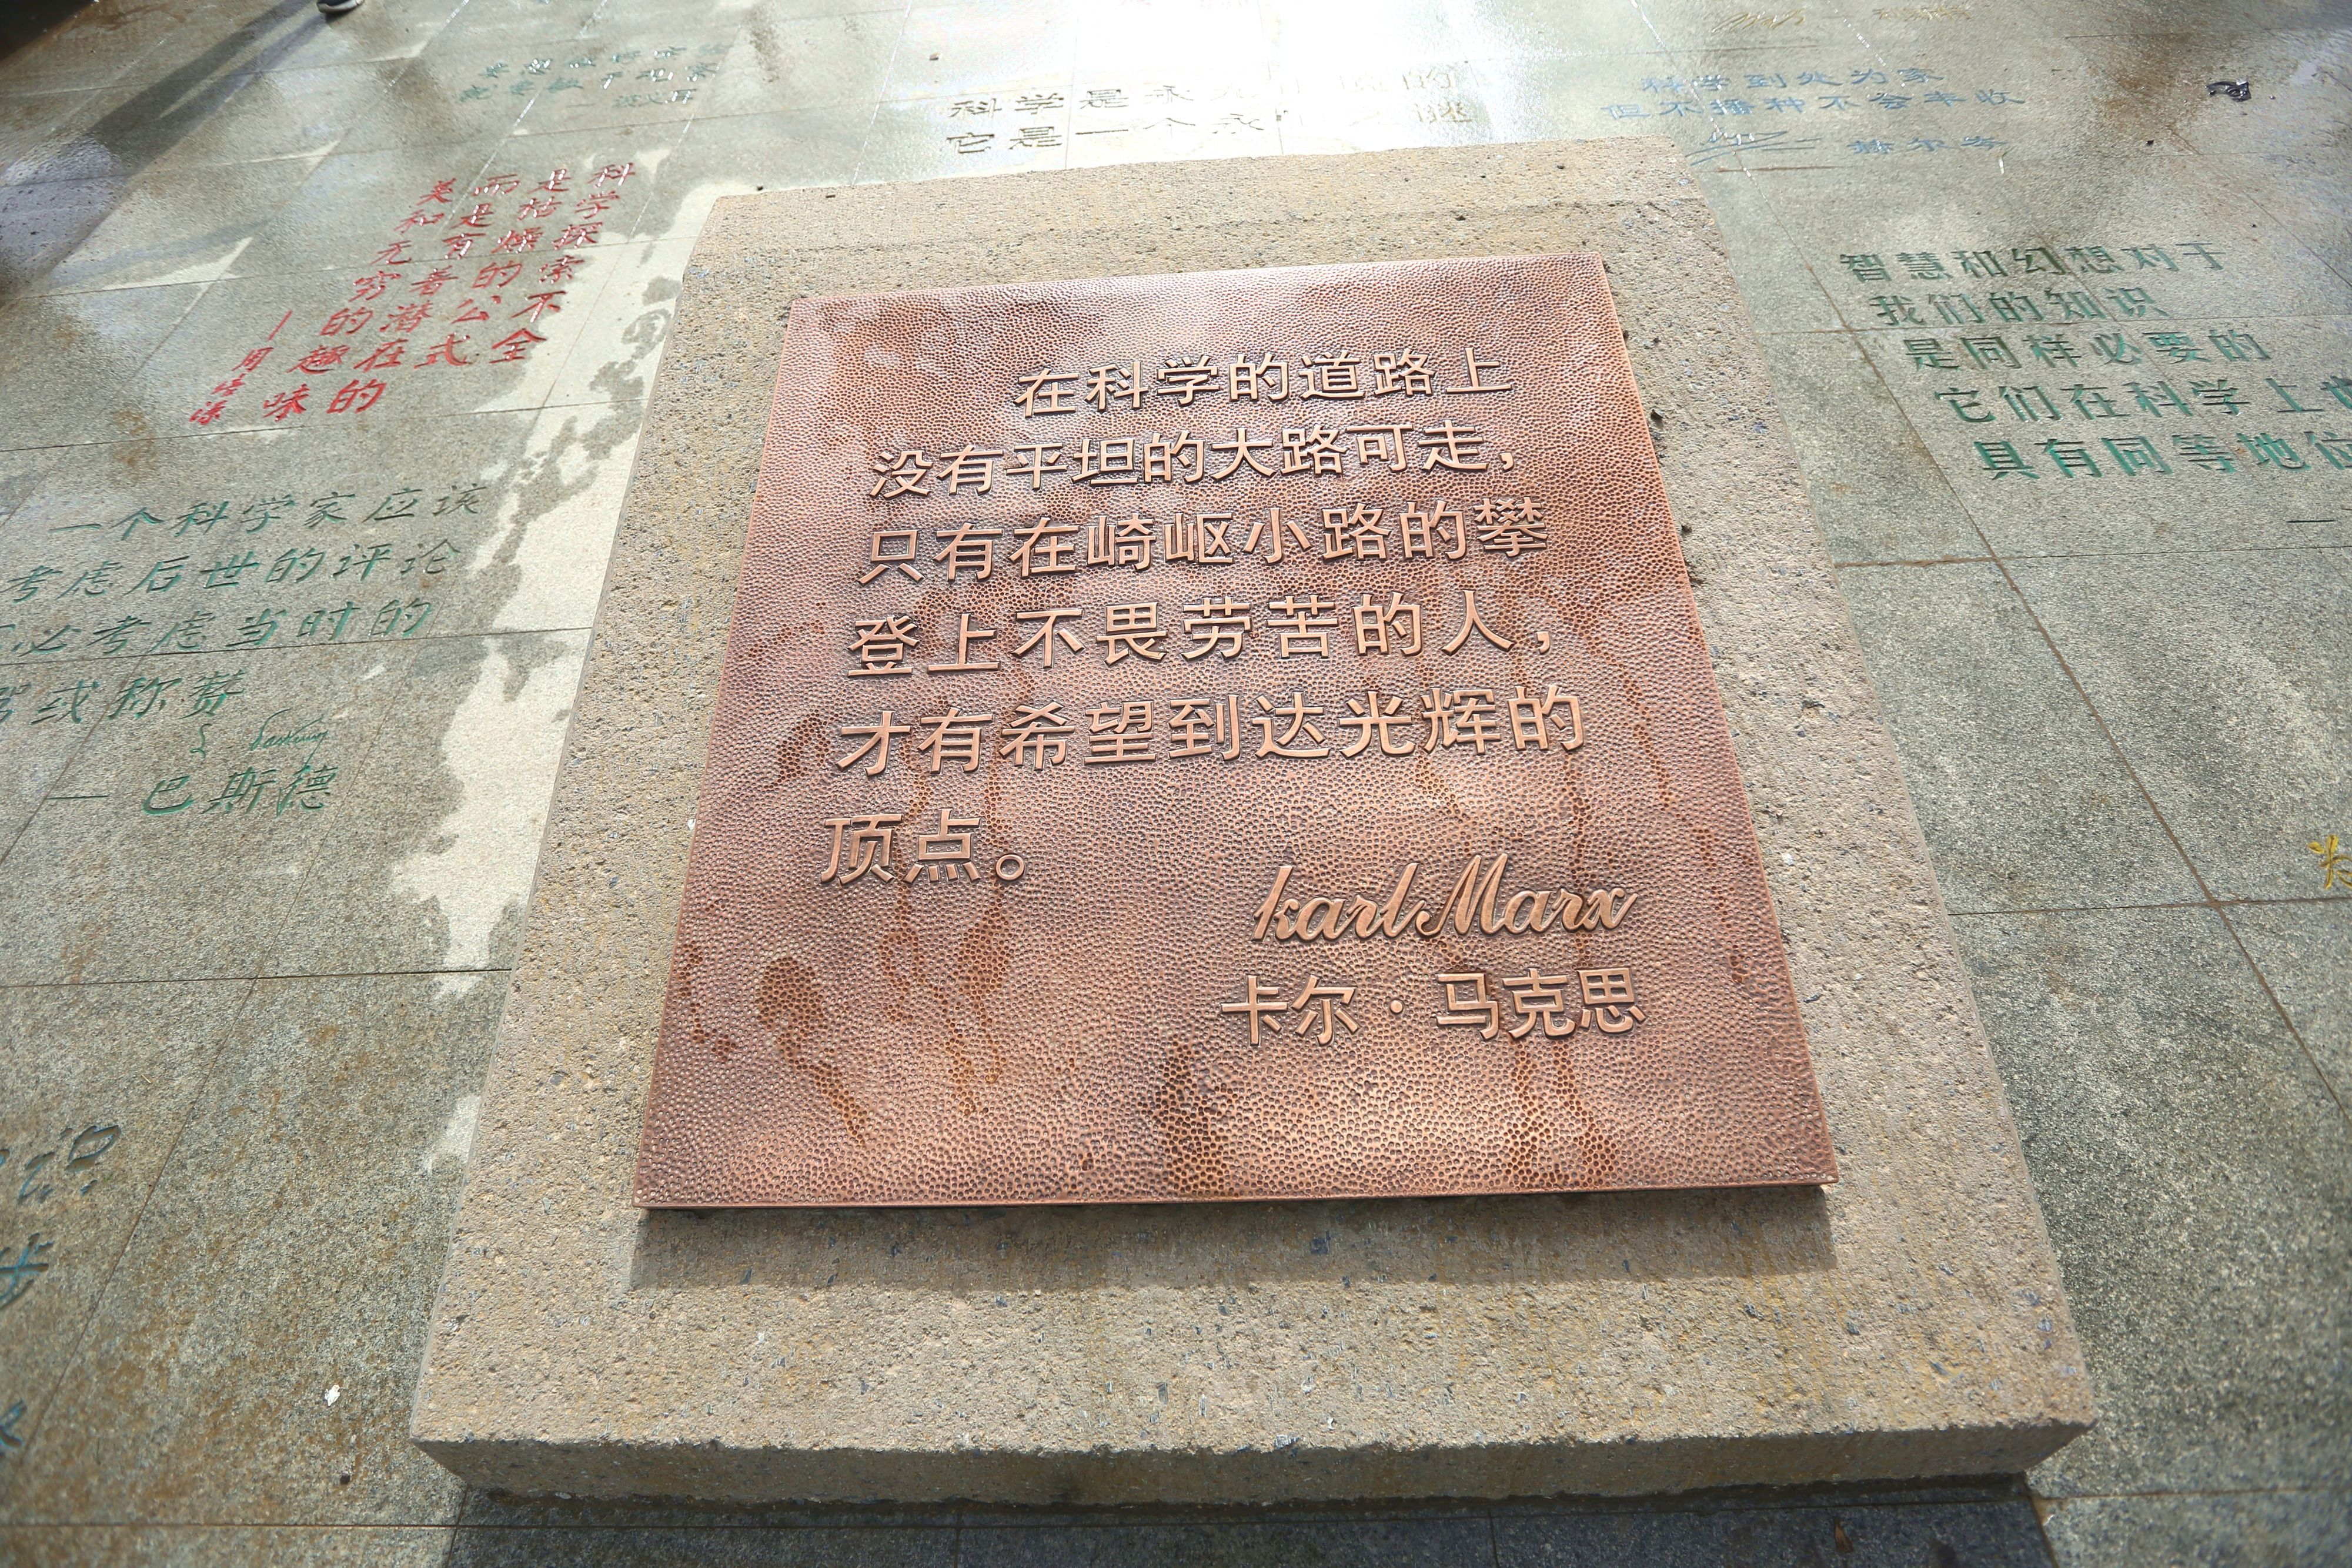 科学到处为家
但不播种不会丰收
科学是永
它是一个永
科学探索不全
是枯燥的公式
而是有着潜在的
美和无穷的趣味
智慧和幻想对于
我们的知识
是同样必要的
它们在科学上
具有同等地位
一个科学家应该
考虑后世的评论
必考虑当时的
或称赞
— 巴斯德
在科学的道路上
没有平坦的大路可走，
只有在崎岖小路的攀
登上不畏劳苦的人，
才有希望到达光辉的
顶点。
karl Marx
卡尔·马克思